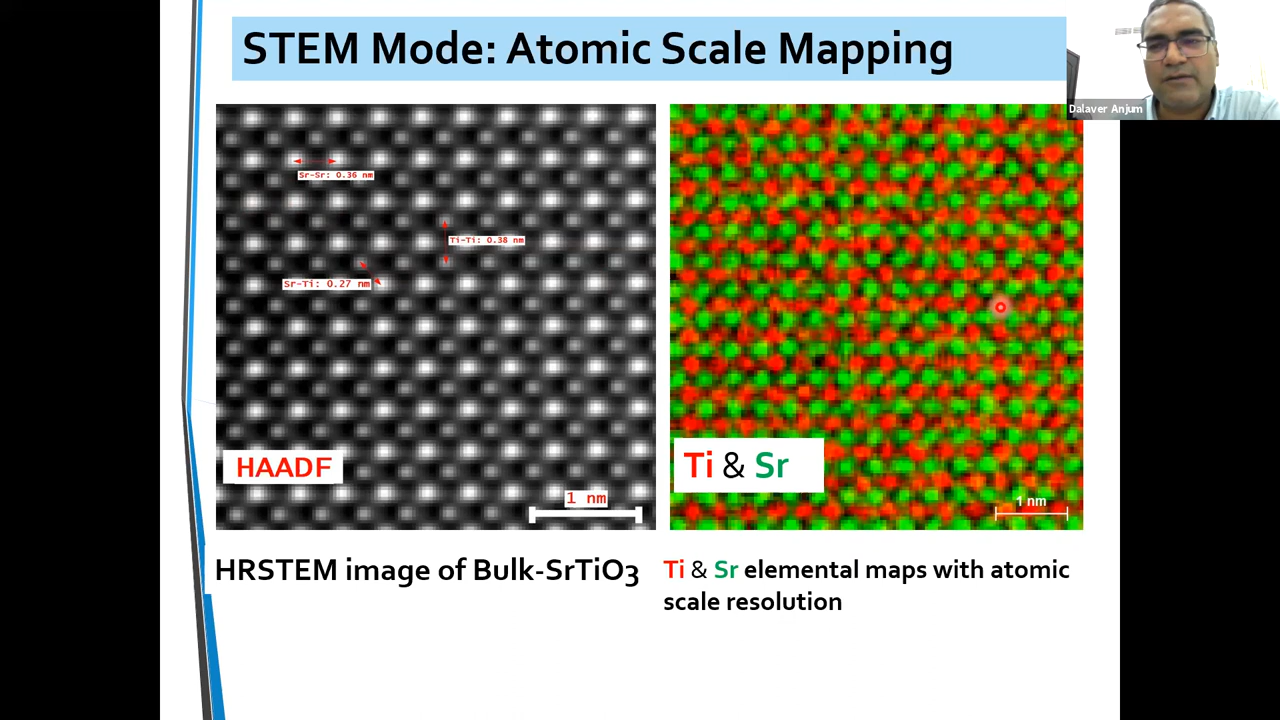 STEM Mode: Atomic Scale Mapping
Dalaver Anjum
Sr-Sr: 0.36 nm
Ti-Ti: 0.38 nm
Sr-Ti: 0.27 nm
HAADF
1 nm
Ti & Sr
1 nm
HRSTEM image of Bulk-SrTiO3
Ti & Sr elemental maps with atomic
scale resolution